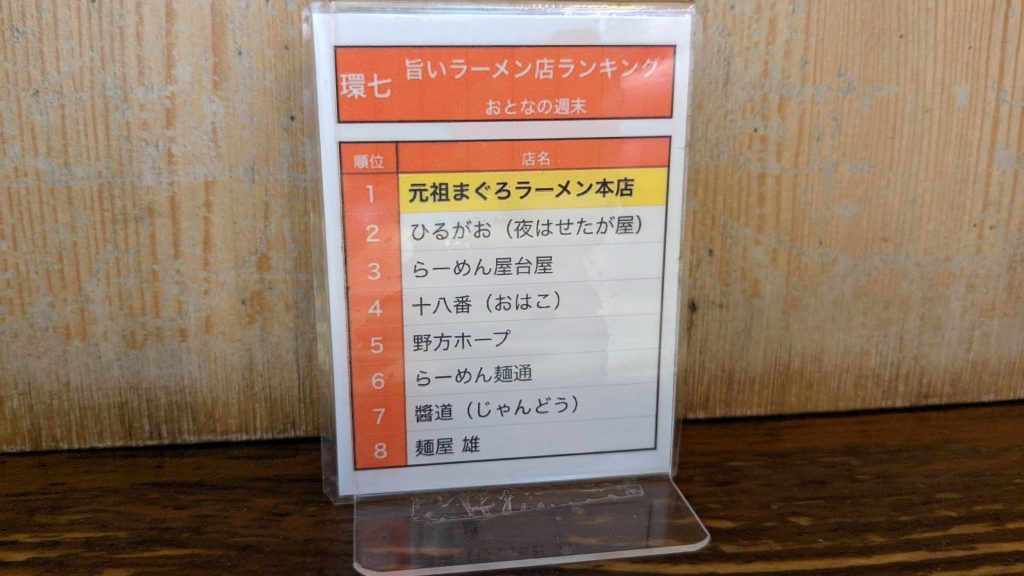 環七 旨いラーメン店ランキング
おとなの週末
順位 店名
1 元祖まぐろラーメン本店
2 ひるがお（夜はせたが屋）
3 らーめん屋台屋
4 十八番（おはこ）
5 野方ホープ
6 らーめん麺通
7 醬道（じゃんどう）
8 麺屋 雄